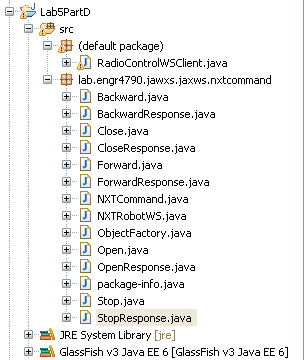 Lab5PartD
src
(default package)
RadioControlWSClient.java
lab.engr4790.jawxs.jaxws.nxtcommand
Backward.java
BackwardResponse.java
Close.java
CloseResponse.java
Forward.java
ForwardResponse.java
NXTCommand.java
NXTRobotWS.java
ObjectFactory.java
Open.java
OpenResponse.java
package-info.java
Stop.java
StopResponse.java
JRE System Library [jre]
GlassFish v3 Java EE 6 [GlassFish v3 Java EE 6]